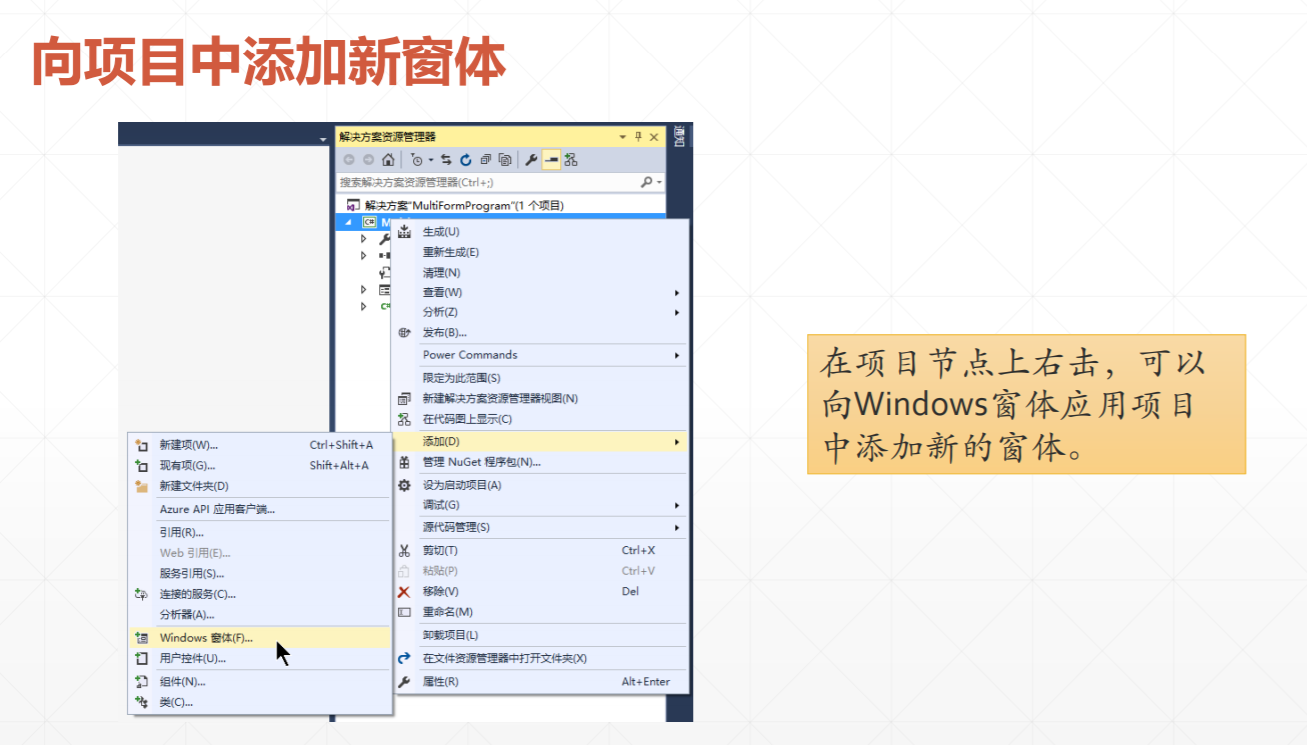 向项目中添加新窗体
解决方案资源管理器
通知
搜索解决方案资源管理器(Ctrl+;)
解决方案"MultiFormProgram"(1 个项目)
生成(U)
重新生成(E)
清理(N)
查看(W)
分析(Z)
发布(B)...
Power Commands
限定为此范围(S)
新建解决方案资源管理器视图(N)
在代码图上显示(C)
添加(D)
管理 NuGet 程序包(N)...
设为启动项目(A)
调试(G)
源代码管理(S)
剪切(T) Ctrl+X
粘贴(P) Ctrl+V
移除(V) Del
重命名(M)
卸载项目(L)
在文件资源管理器中打开文件夹(X)
属性(R) Alt+Enter
新建项(W)... Ctrl+Shift+A
现有项(G)... Shift+Alt+A
新建文件夹(D)
Azure API 应用客户端...
引用(R)...
Web 引用(E)...
服务引用(S)...
连接的服务(C)...
分析器(A)...
Windows 窗体(F)...
用户控件(U)...
组件(N)...
类(C)...
在项目节点上右击，可以
向Windows窗体应用项目
中添加新的窗体。